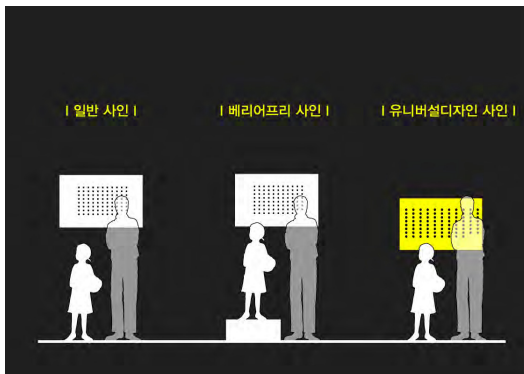 | 일반 사인 |
| 베리어프리 사인 |
| 유니버설디자인 사인 |